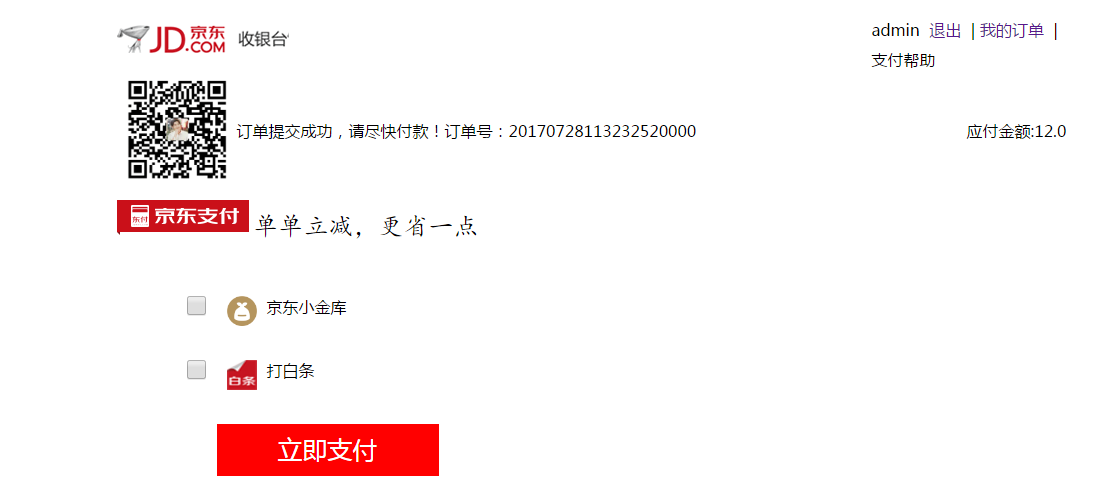 JD.COM 京东 收银台
admin 退出 | 我的订单 |
支付帮助
订单提交成功，请尽快付款！订单号：20170728113232520000
应付金额:12.0
东付 京东支付 单单立减，更省一点
京东小金库
白条 打白条
立即支付